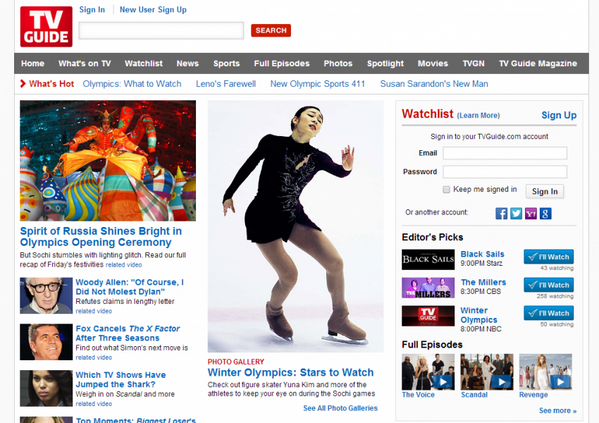 TV
GUIDE
Sign In
New User Sign Up
SEARCH
Home What's on TV Watchlist News Sports Full Episodes Photos Spotlight Movies TVGN TV Guide Magazine
What's Hot Olympics: What to Watch Leno's Farewell New Olympic Sports 411 Susan Sarandon's New Man
Spirit of Russia Shines Bright in
Olympics Opening Ceremony
But Sochi stumbles with lighting glitch. Read our full
recap of Friday's festivities related video
Woody Allen: "Of Course, I
Did Not Molest Dylan"
Refutes claims in lengthy letter
related video
Fox Cancels The X Factor
After Three Seasons
Find out what Simon's next move is
related video
Which TV Shows Have
Jumped the Shark?
Weigh in on Scandal and more
related video
Top Moments: Biggest Loser's
PHOTO GALLERY
Winter Olympics: Stars to Watch
Check out figure skater Yuna Kim and more of the
athletes to keep your eye on during the Sochi games
See All Photo Galleries
Watchlist (Learn More) Sign Up
Sign in to your TVGuide.com account
Email
Password
Keep me signed in Sign In
Or another account:
Editor's Picks
BLACK SAILS
Black Sails
9:00PM Starz
I'll Watch
43 watching
THE MILLERS
The Millers
8:30PM CBS
I'll Watch
258 watching
TV
GUIDE
Winter
Olympics
8:00PM NBC
I'll Watch
50 watching
Full Episodes
The Voice Scandal Revenge
See more »